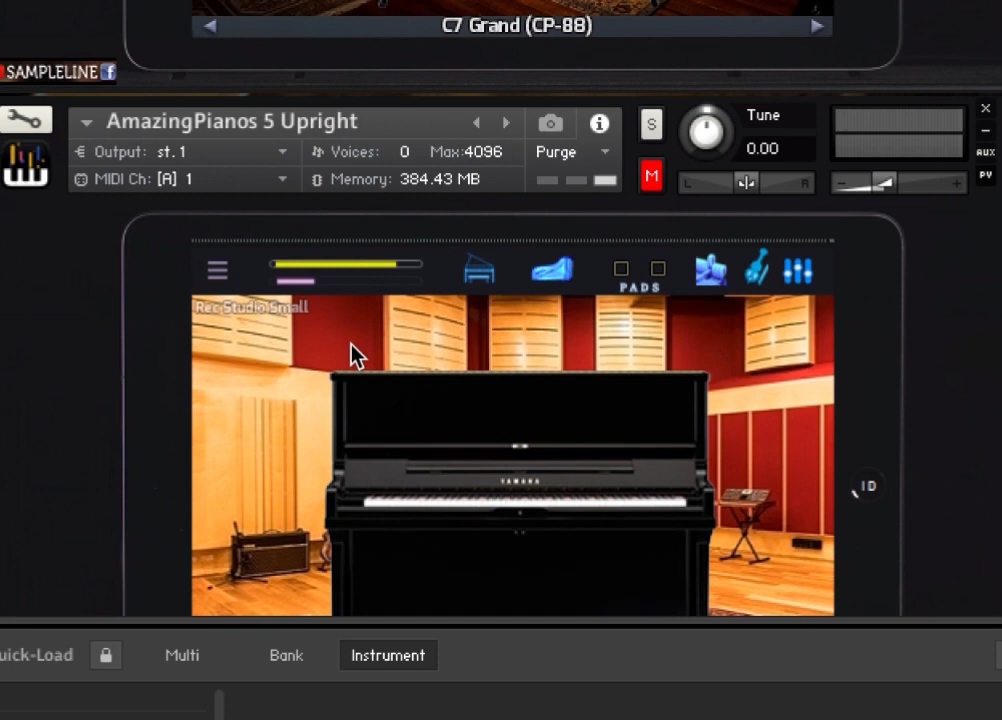 C7 Grand (CP-88)
SAMPLELINE f
AmazingPianos 5 Upright
S
Tune
Output: st. 1
Voices: 0 Max: 4096
Purge
0.00
AUX
MIDI Ch: [A] 1
Memory: 384.43 MB
M
PV
L
R
PADS
Rec Studio Small
YAMAHA
ID
uick-Load
Multi
Bank
Instrument